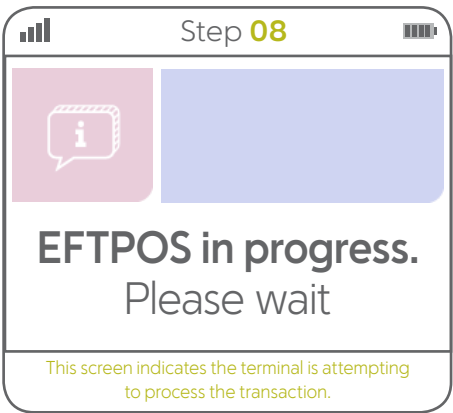 Step 08
EFTPOS in progress.
Please wait
This screen indicates the terminal is attempting
to process the transaction.